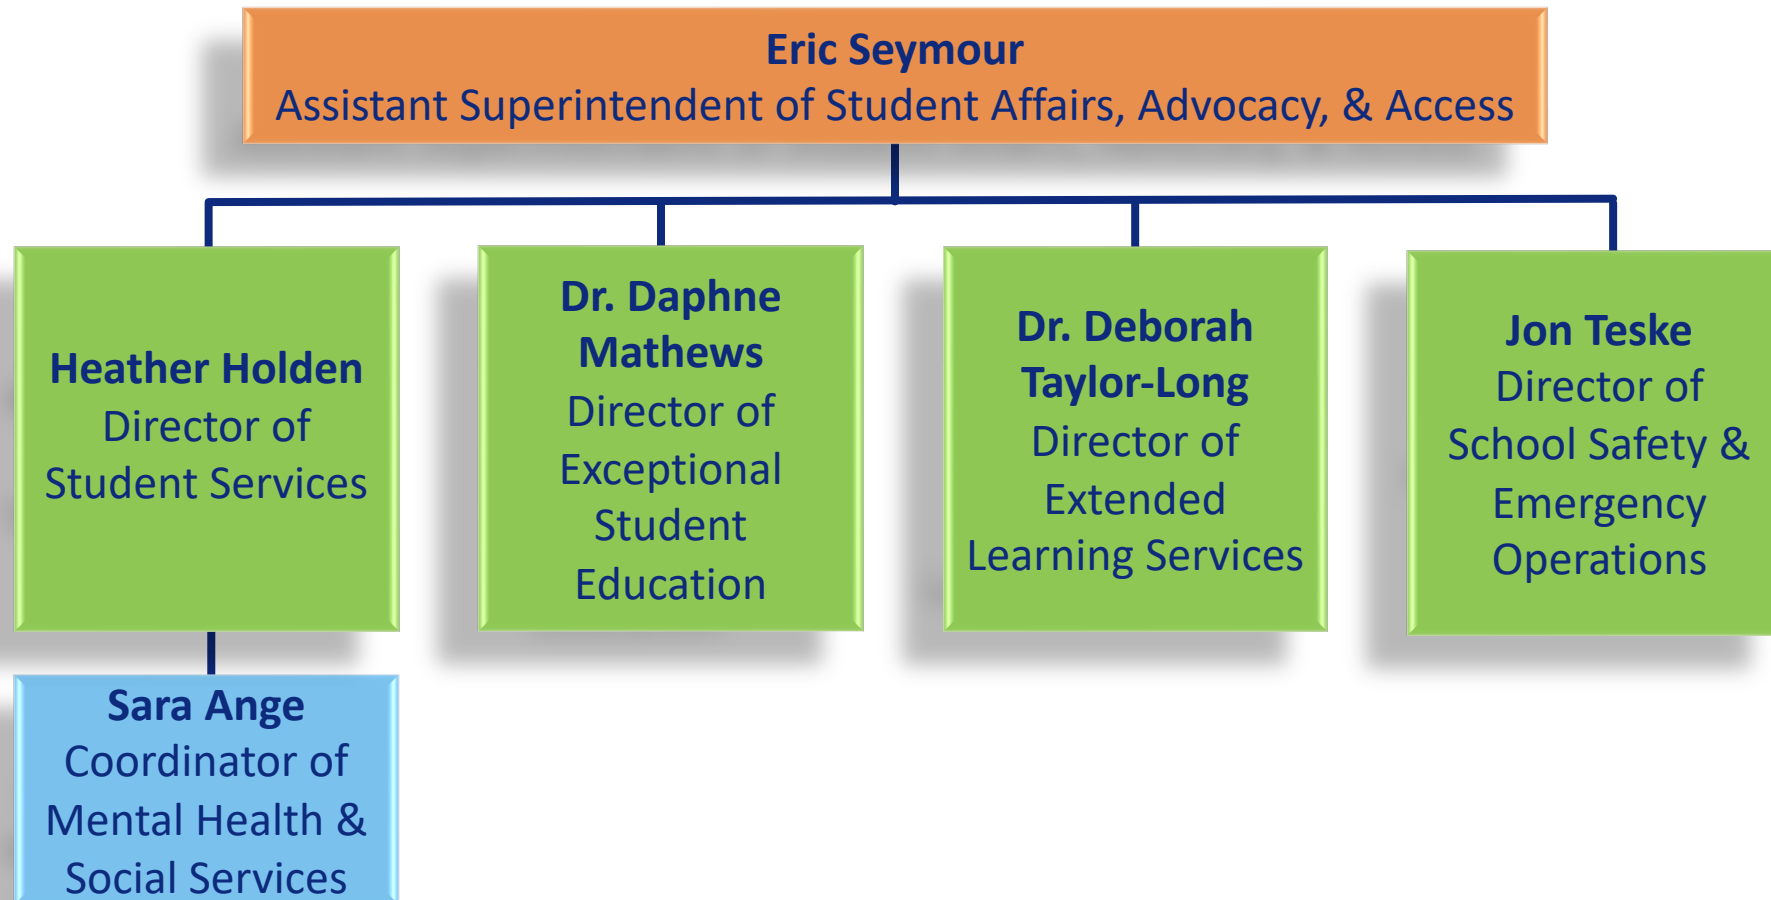 Eric Seymour
Assistant Superintendent of Student Affairs, Advocacy, & Access
Heather Holden
Director of
Student Services
Dr. Daphne
Mathews
Director of
Exceptional
Student
Education
Dr. Deborah
Taylor-Long
Director of
Extended
Learning Services
Jon Teske
Director of
School Safety &
Emergency
Operations
Sara Ange
Coordinator of
Mental Health &
Social Services